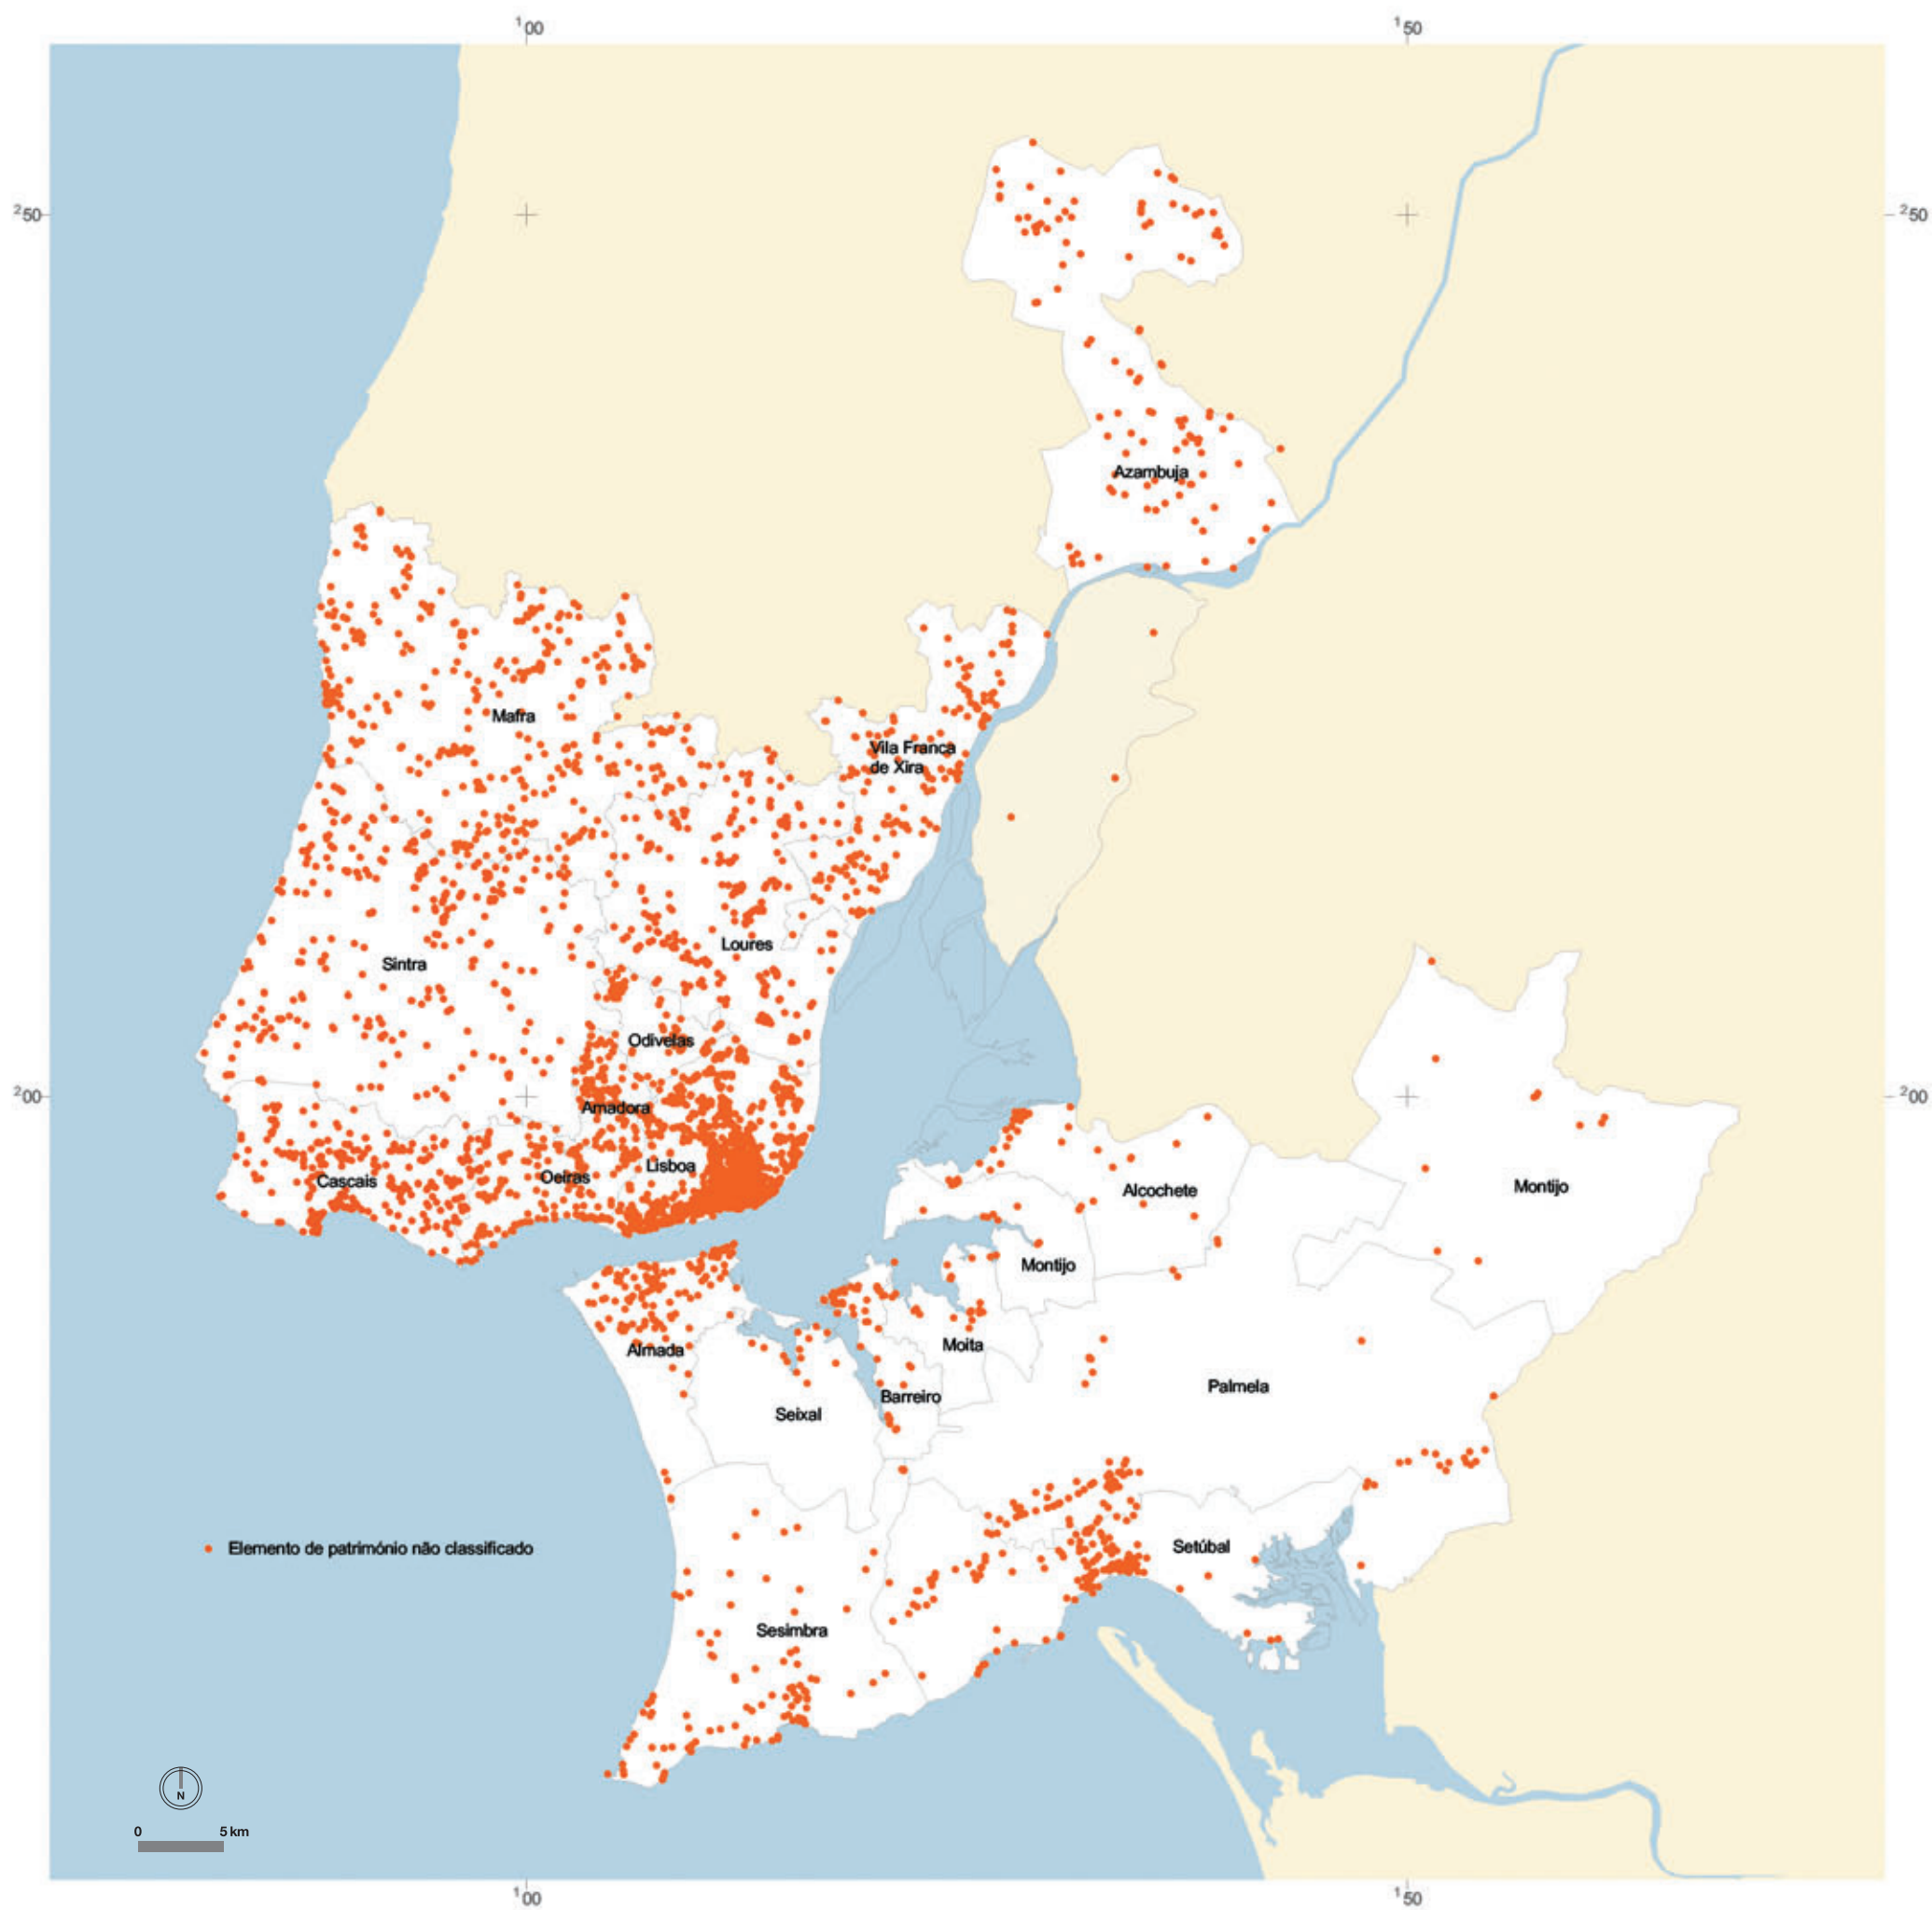 100
150
250
250
Azambuja
Mafra
Vila Franca
de Xira
Loures
Sintra
Odivelas
200
200
Amadora
Lisboa
Oeiras
Cascais
Alcochete
Montijo
Montijo
Moita
Almada
Palmela
Barreiro
Seixal
Setúbal
Elemento de património não classificado
Sesimbra
N
0 5 km
100
150